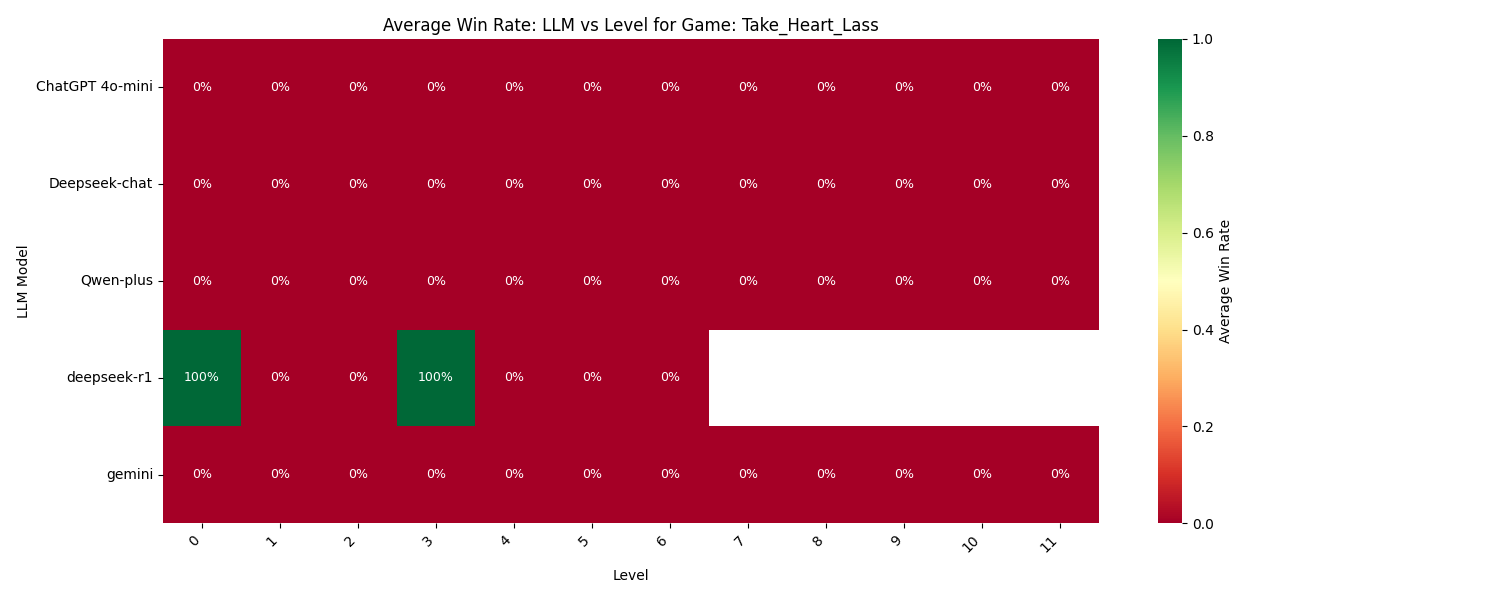 Average Win Rate: LLM vs Level for Game: Take_Heart_Lass
LLM Model
ChatGPT 4o-mini 0% 0% 0% 0% 0% 0% 0% 0% 0% 0% 0% 0%
Deepseek-chat 0% 0% 0% 0% 0% 0% 0% 0% 0% 0% 0% 0%
Qwen-plus 0% 0% 0% 0% 0% 0% 0% 0% 0% 0% 0% 0%
deepseek-r1 100% 0% 0% 100% 0% 0% 0%
gemini 0% 0% 0% 0% 0% 0% 0% 0% 0% 0% 0% 0%
0 1 2 3 4 5 6 7 8 9 10 11
Level
1.0
0.8
0.6
0.4
0.2
0.0
Average Win Rate